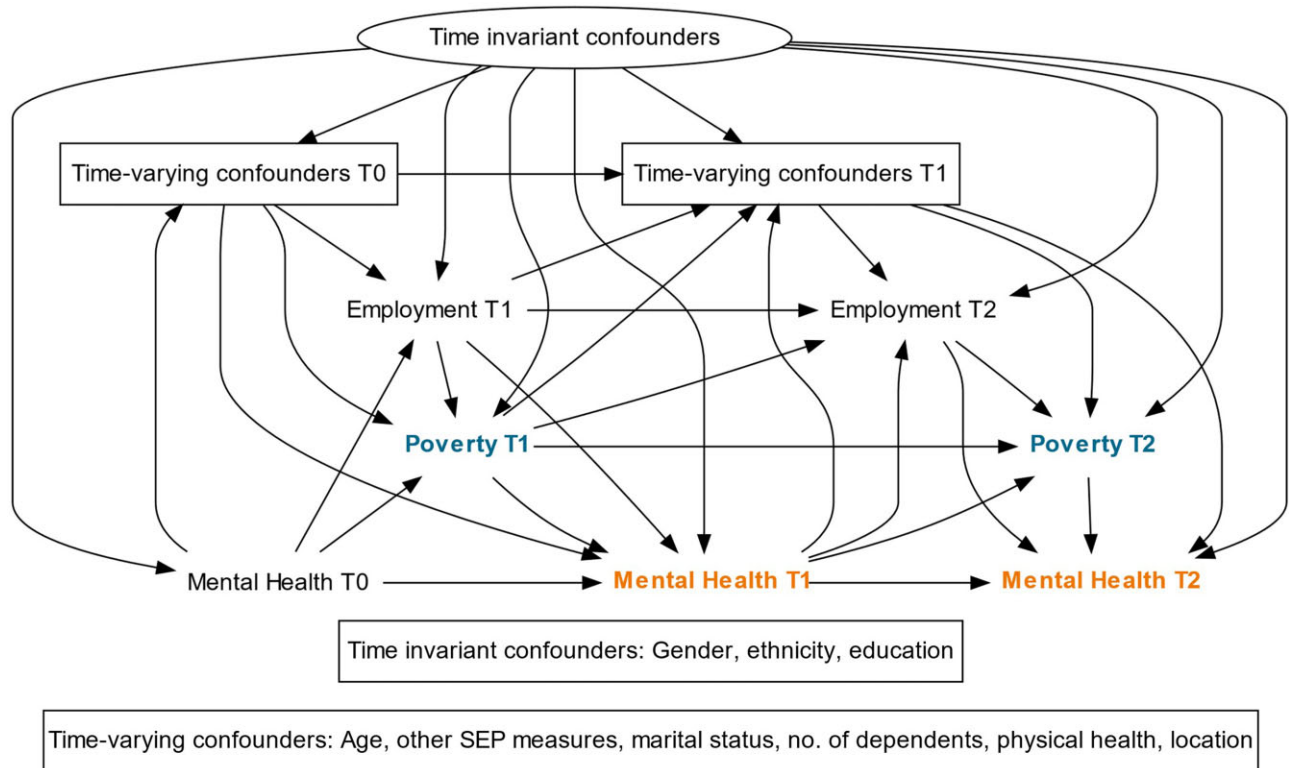 Time invariant confounders
Time-varying confounders T0
Time-varying confounders T1
Employment T1
Employment T2
Poverty T1
Poverty T2
Mental Health T0
Mental Health T1
Mental Health T2
Time invariant confounders: Gender, ethnicity, education
Time-varying confounders: Age, other SEP measures, marital status, no. of dependents, physical health, location